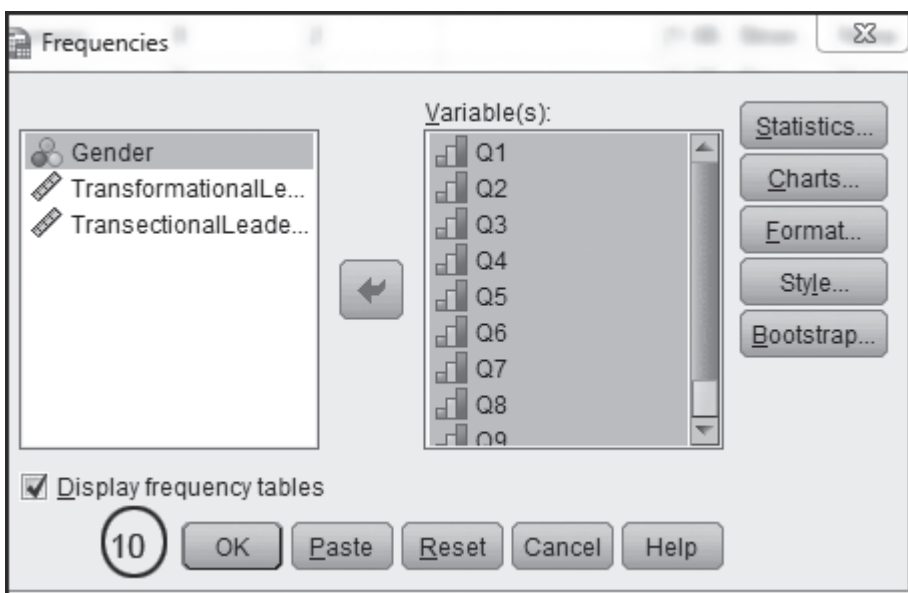 Frequencies
Variable(s):
Gender
TransformationalLe...
TransectionalLeade...
Q1
Q2
Q3
Q4
Q5
Q6
Q7
Q8
Q9
Statistics...
Charts...
Format...
Style...
Bootstrap...
Display frequency tables
10
OK
Paste
Reset
Cancel
Help